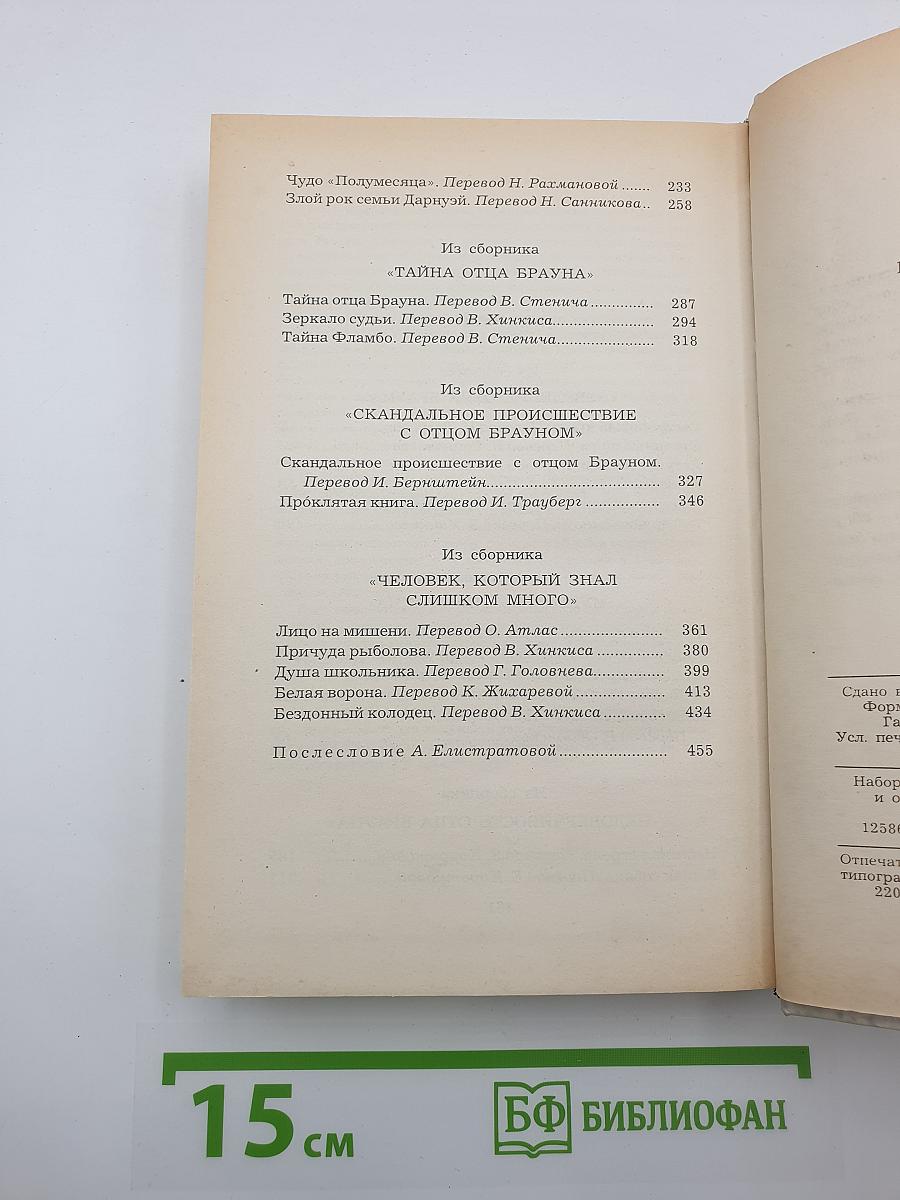 Чудо «Полумесяца». Перевод Н. Рахмановой ....... 233
Злой рок семьи Дарнуэй. Перевод Н. Санникова.. 258
Из сборника
«ТАЙНА ОТЦА БРАУНА»
Тайна отца Брауна. Перевод В. Стенича ............... 287
Зеркало судьи. Перевод В. Хинкиса........................ 294
Тайна Фламбо. Перевод В. Стенича....................... 318
Из сборника
«СКАНДАЛЬНОЕ ПРОИСШЕСТВИЕ
С ОТЦОМ БРАУНОМ»
Скандальное происшествие с отцом Брауном.
Перевод И. Бернштейн.......................................... 327
Про́клятая книга. Перевод И. Трауберг ................. 346
Из сборника
«ЧЕЛОВЕК, КОТОРЫЙ ЗНАЛ
СЛИШКОМ МНОГО»
Лицо на мишени. Перевод О. Атлас ........................ 361
Причуда рыболова. Перевод В. Хинкиса ............... 380
Душа школьника. Перевод Г. Головнева................. 399
Белая ворона. Перевод К. Жихаревой ..................... 413
Бездонный колодец. Перевод В. Хинкиса .............. 434
Послесловие А. Елистратовой ......................... 455
Сдано в
Форм
Га
Усл. печ
Набор
и о
12586
Отпечат
типогра
220
15 см
БФ БИБЛИОФАН